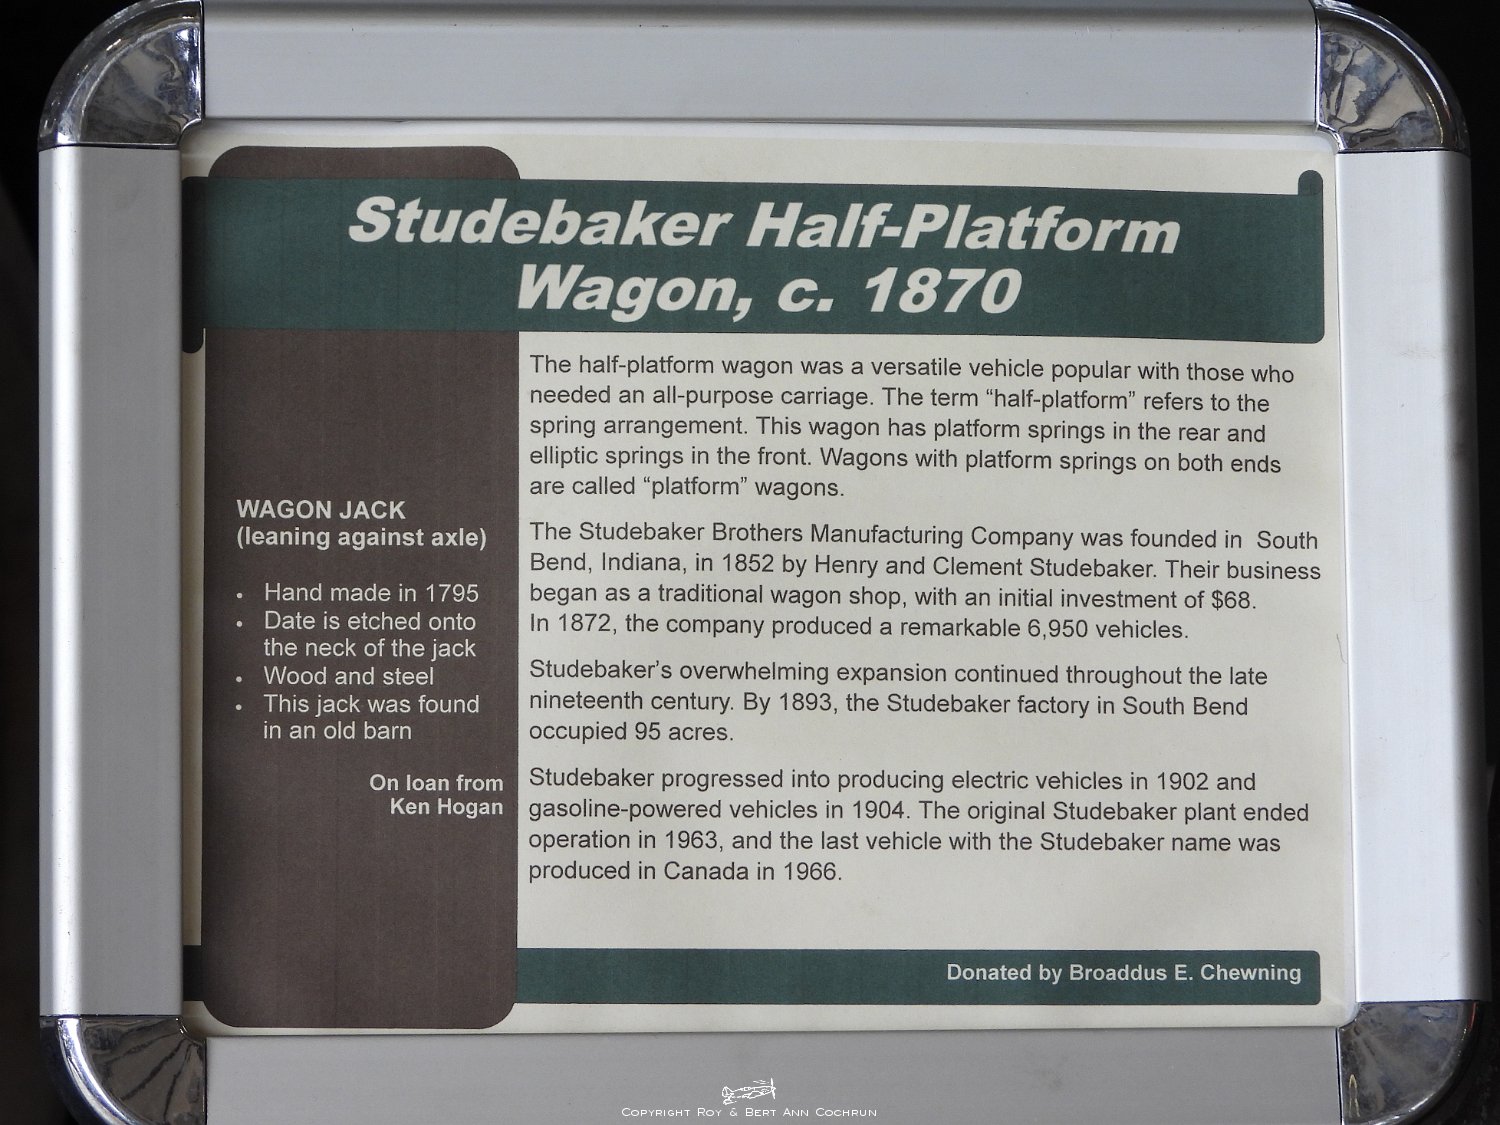 Studebaker Half-Platform
Wagon, c. 1870
WAGON JACK
(leaning against axle)
• Hand made in 1795
• Date is etched onto
the neck of the jack
• Wood and steel
• This jack was found
in an old barn
On loan from
Ken Hogan
The half-platform wagon was a versatile vehicle popular with those who
needed an all-purpose carriage. The term “half-platform” refers to the
spring arrangement. This wagon has platform springs in the rear and
elliptic springs in the front. Wagons with platform springs on both ends
are called “platform” wagons.
The Studebaker Brothers Manufacturing Company was founded in  South
Bend, Indiana, in 1852 by Henry and Clement Studebaker. Their business
began as a traditional wagon shop, with an initial investment of $68.
In 1872, the company produced a remarkable 6,950 vehicles.
Studebaker’s overwhelming expansion continued throughout the late
nineteenth century. By 1893, the Studebaker factory in South Bend
occupied 95 acres.
Studebaker progressed into producing electric vehicles in 1902 and
gasoline-powered vehicles in 1904. The original Studebaker plant ended
operation in 1963, and the last vehicle with the Studebaker name was
produced in Canada in 1966.
Donated by Broaddus E. Chewning
Copyright Roy & Bert Ann Cochrun